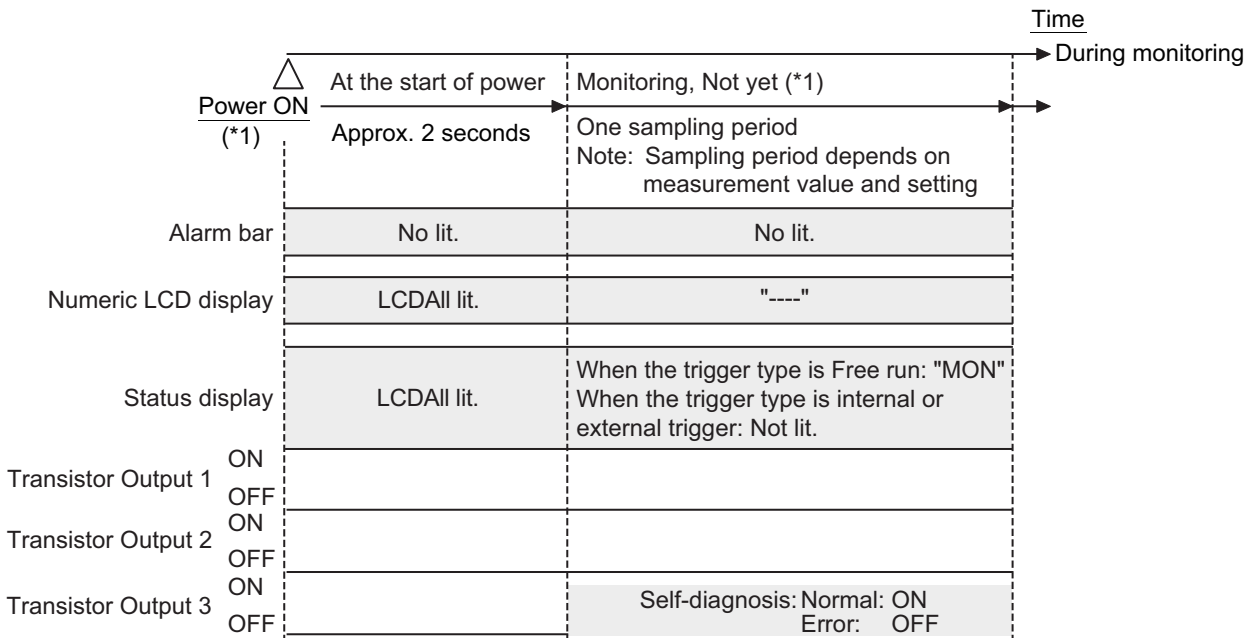 Time
During monitoring
At the start of power
Monitoring, Not yet (*1)
Power ON
(*1)
Approx. 2 seconds
One sampling period
Note: Sampling period depends on
measurement value and setting
Alarm bar
No lit.
No lit.
Numeric LCD display
LCDAll lit.
"----"
Status display
LCDAll lit.
When the trigger type is Free run: "MON"
When the trigger type is internal or
external trigger: Not lit.
Transistor Output 1
ON
OFF
Transistor Output 2
ON
OFF
Transistor Output 3
ON
OFF
Self-diagnosis: Normal: ON
Error: OFF